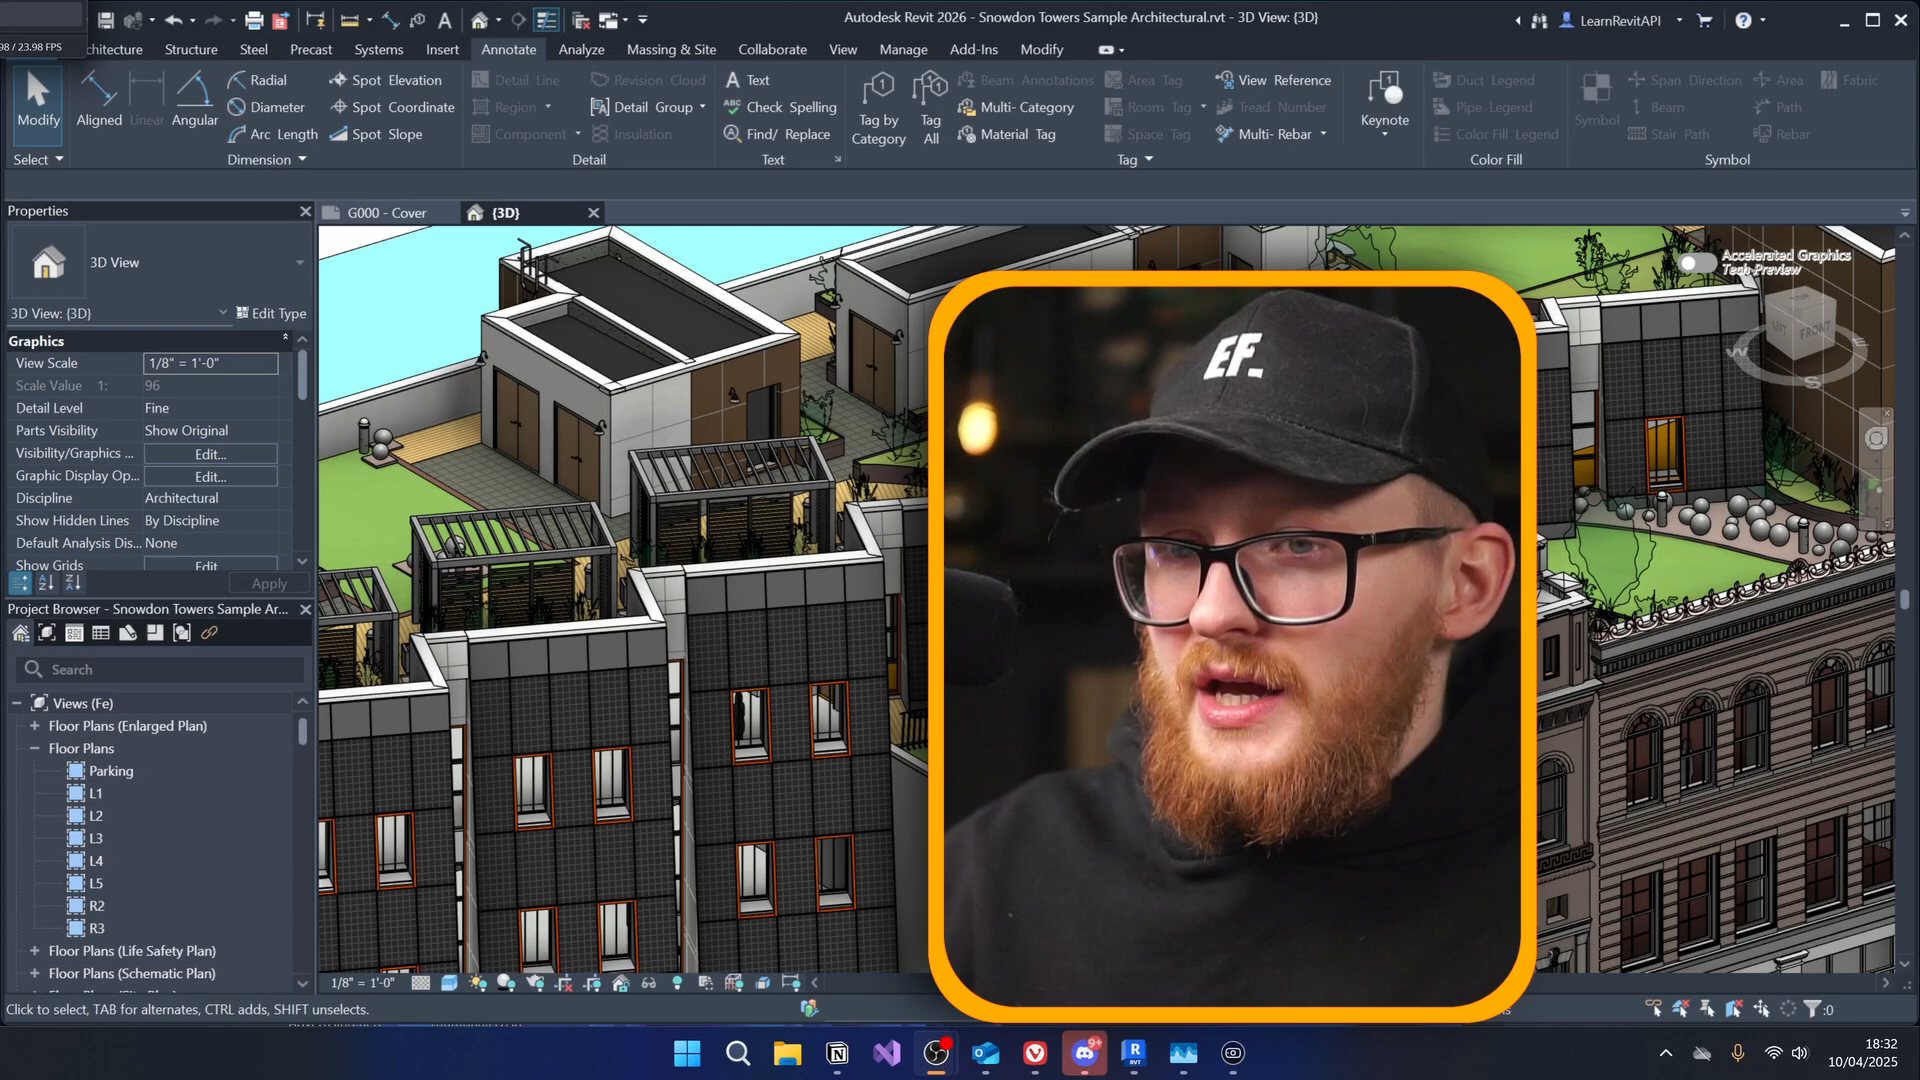 Autodesk Revit 2026 - Snowdon Towers Sample Architectural.rvt - 3D View: {3D}
LearnRevitAPI
98 / 23.98 FPS
chitecture Structure Steel Precast Systems Insert Annotate Analyze Massing & Site Collaborate View Manage Add-Ins Modify
Modify
Select
Aligned
Linear
Angular
Radial
Diameter
Arc Length
Spot Elevation
Spot Coordinate
Spot Slope
Dimension
Detail Line
Region
Component
Revision Cloud
Detail Group
Insulation
Detail
Text
Check Spelling
Find/ Replace
Text
Tag by
Category
Tag
All
Beam Annotations
Multi- Category
Material Tag
Area Tag
Room Tag
Space Tag
View Reference
Tread Number
Multi- Rebar
Tag
Keynote
Duct Legend
Pipe Legend
Color Fill Legend
Color Fill
Symbol
Span Direction
Beam
Stair Path
Area
Path
Rebar
Fabric
Symbol
Properties
G000 - Cover
{3D}
3D View
3D View: {3D}
Edit Type
Graphics
View Scale 1/8" = 1'-0"
Scale Value 1: 96
Detail Level Fine
Parts Visibility Show Original
Visibility/Graphics ... Edit...
Graphic Display Op... Edit...
Discipline Architectural
Show Hidden Lines By Discipline
Default Analysis Dis... None
Show Grids Edit
Apply
Project Browser - Snowdon Towers Sample Ar...
Search
Views (Fe)
Floor Plans (Enlarged Plan)
Floor Plans
Parking
L1
L2
L3
L4
L5
R2
R3
Floor Plans (Life Safety Plan)
Floor Plans (Schematic Plan)
Accelerated Graphics
Tech Preview
TOP
LEFT
FRONT
W
S
E
EF.
1/8" = 1'-0"
Click to select, TAB for alternates, CTRL adds, SHIFT unselects.
:0
9+
RVT
18:32
10/04/2025